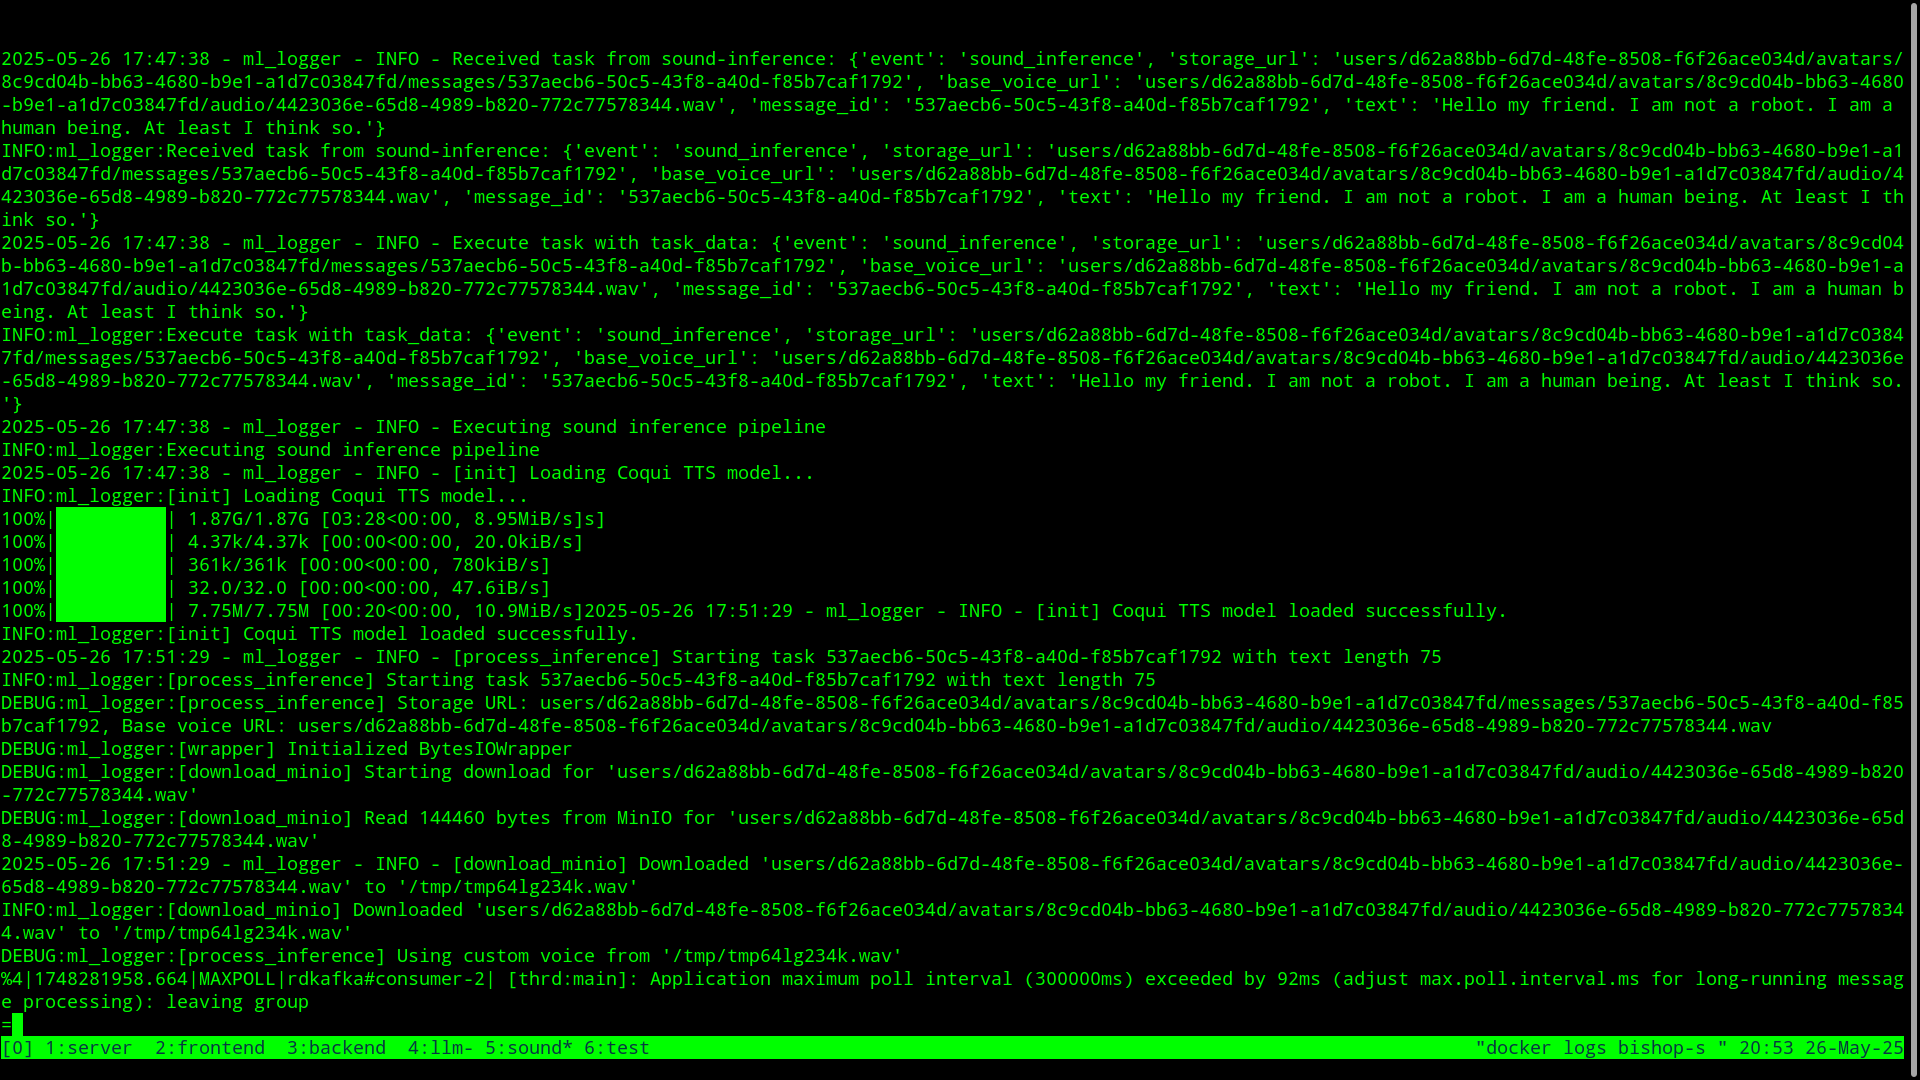 2025-05-26 17:47:38 - ml_logger - INFO - Received task from sound-inference: {'event': 'sound_inference', 'storage_url': 'users/d62a88bb-6d7d-48fe-8508-f6f26ace034d/avatars/
8c9cd04b-bb63-4680-b9e1-a1d7c03847fd/messages/537aecb6-50c5-43f8-a40d-f85b7caf1792', 'base_voice_url': 'users/d62a88bb-6d7d-48fe-8508-f6f26ace034d/avatars/8c9cd04b-bb63-4680
-b9e1-a1d7c03847fd/audio/4423036e-65d8-4989-b820-772c77578344.wav', 'message_id': '537aecb6-50c5-43f8-a40d-f85b7caf1792', 'text': 'Hello my friend. I am not a robot. I am a 
human being. At least I think so.'}
INFO:ml_logger:Received task from sound-inference: {'event': 'sound_inference', 'storage_url': 'users/d62a88bb-6d7d-48fe-8508-f6f26ace034d/avatars/8c9cd04b-bb63-4680-b9e1-a1
d7c03847fd/messages/537aecb6-50c5-43f8-a40d-f85b7caf1792', 'base_voice_url': 'users/d62a88bb-6d7d-48fe-8508-f6f26ace034d/avatars/8c9cd04b-bb63-4680-b9e1-a1d7c03847fd/audio/4
423036e-65d8-4989-b820-772c77578344.wav', 'message_id': '537aecb6-50c5-43f8-a40d-f85b7caf1792', 'text': 'Hello my friend. I am not a robot. I am a human being. At least I th
ink so.'}
2025-05-26 17:47:38 - ml_logger - INFO - Execute task with task_data: {'event': 'sound_inference', 'storage_url': 'users/d62a88bb-6d7d-48fe-8508-f6f26ace034d/avatars/8c9cd04
b-bb63-4680-b9e1-a1d7c03847fd/messages/537aecb6-50c5-43f8-a40d-f85b7caf1792', 'base_voice_url': 'users/d62a88bb-6d7d-48fe-8508-f6f26ace034d/avatars/8c9cd04b-bb63-4680-b9e1-a
1d7c03847fd/audio/4423036e-65d8-4989-b820-772c77578344.wav', 'message_id': '537aecb6-50c5-43f8-a40d-f85b7caf1792', 'text': 'Hello my friend. I am not a robot. I am a human b
eing. At least I think so.'}
INFO:ml_logger:Execute task with task_data: {'event': 'sound_inference', 'storage_url': 'users/d62a88bb-6d7d-48fe-8508-f6f26ace034d/avatars/8c9cd04b-bb63-4680-b9e1-a1d7c0384
7fd/messages/537aecb6-50c5-43f8-a40d-f85b7caf1792', 'base_voice_url': 'users/d62a88bb-6d7d-48fe-8508-f6f26ace034d/avatars/8c9cd04b-bb63-4680-b9e1-a1d7c03847fd/audio/4423036e
-65d8-4989-b820-772c77578344.wav', 'message_id': '537aecb6-50c5-43f8-a40d-f85b7caf1792', 'text': 'Hello my friend. I am not a robot. I am a human being. At least I think so.
'}
2025-05-26 17:47:38 - ml_logger - INFO - Executing sound inference pipeline
INFO:ml_logger:Executing sound inference pipeline
2025-05-26 17:47:38 - ml_logger - INFO - [init] Loading Coqui TTS model...
INFO:ml_logger:[init] Loading Coqui TTS model...
100%|██████████| 1.87G/1.87G [03:28<00:00, 8.95MiB/s]s]
100%|██████████| 4.37k/4.37k [00:00<00:00, 20.0kiB/s]
100%|██████████| 361k/361k [00:00<00:00, 780kiB/s]
100%|██████████| 32.0/32.0 [00:00<00:00, 47.6iB/s]
100%|██████████| 7.75M/7.75M [00:20<00:00, 10.9MiB/s]2025-05-26 17:51:29 - ml_logger - INFO - [init] Coqui TTS model loaded successfully.
INFO:ml_logger:[init] Coqui TTS model loaded successfully.
2025-05-26 17:51:29 - ml_logger - INFO - [process_inference] Starting task 537aecb6-50c5-43f8-a40d-f85b7caf1792 with text length 75
INFO:ml_logger:[process_inference] Starting task 537aecb6-50c5-43f8-a40d-f85b7caf1792 with text length 75
DEBUG:ml_logger:[process_inference] Storage URL: users/d62a88bb-6d7d-48fe-8508-f6f26ace034d/avatars/8c9cd04b-bb63-4680-b9e1-a1d7c03847fd/messages/537aecb6-50c5-43f8-a40d-f85
b7caf1792, Base voice URL: users/d62a88bb-6d7d-48fe-8508-f6f26ace034d/avatars/8c9cd04b-bb63-4680-b9e1-a1d7c03847fd/audio/4423036e-65d8-4989-b820-772c77578344.wav
DEBUG:ml_logger:[wrapper] Initialized BytesIOWrapper
DEBUG:ml_logger:[download_minio] Starting download for 'users/d62a88bb-6d7d-48fe-8508-f6f26ace034d/avatars/8c9cd04b-bb63-4680-b9e1-a1d7c03847fd/audio/4423036e-65d8-4989-b820
-772c77578344.wav'
DEBUG:ml_logger:[download_minio] Read 144460 bytes from MinIO for 'users/d62a88bb-6d7d-48fe-8508-f6f26ace034d/avatars/8c9cd04b-bb63-4680-b9e1-a1d7c03847fd/audio/4423036e-65d
8-4989-b820-772c77578344.wav'
2025-05-26 17:51:29 - ml_logger - INFO - [download_minio] Downloaded 'users/d62a88bb-6d7d-48fe-8508-f6f26ace034d/avatars/8c9cd04b-bb63-4680-b9e1-a1d7c03847fd/audio/4423036e-
65d8-4989-b820-772c77578344.wav' to '/tmp/tmp64lg234k.wav'
INFO:ml_logger:[download_minio] Downloaded 'users/d62a88bb-6d7d-48fe-8508-f6f26ace034d/avatars/8c9cd04b-bb63-4680-b9e1-a1d7c03847fd/audio/4423036e-65d8-4989-b820-772c7757834
4.wav' to '/tmp/tmp64lg234k.wav'
DEBUG:ml_logger:[process_inference] Using custom voice from '/tmp/tmp64lg234k.wav'
%4|1748281958.664|MAXPOLL|rdkafka#consumer-2| [thrd:main]: Application maximum poll interval (300000ms) exceeded by 92ms (adjust max.poll.interval.ms for long-running messag
e processing): leaving group
=
[0] 1:server  2:frontend  3:backend  4:llm- 5:sound* 6:test "docker logs bishop-s " 20:53 26-May-25